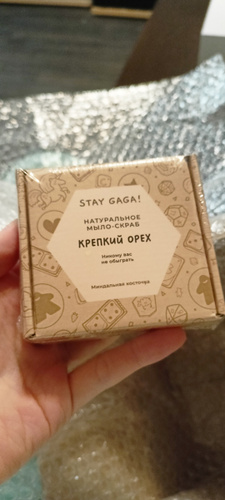 STAY GAGA!
НАТУРАЛЬНОЕ
МЫЛО-СКРАБ
КРЕПКИЙ ОРЕХ
Никому вас
не обыграть
Миндальная косточка